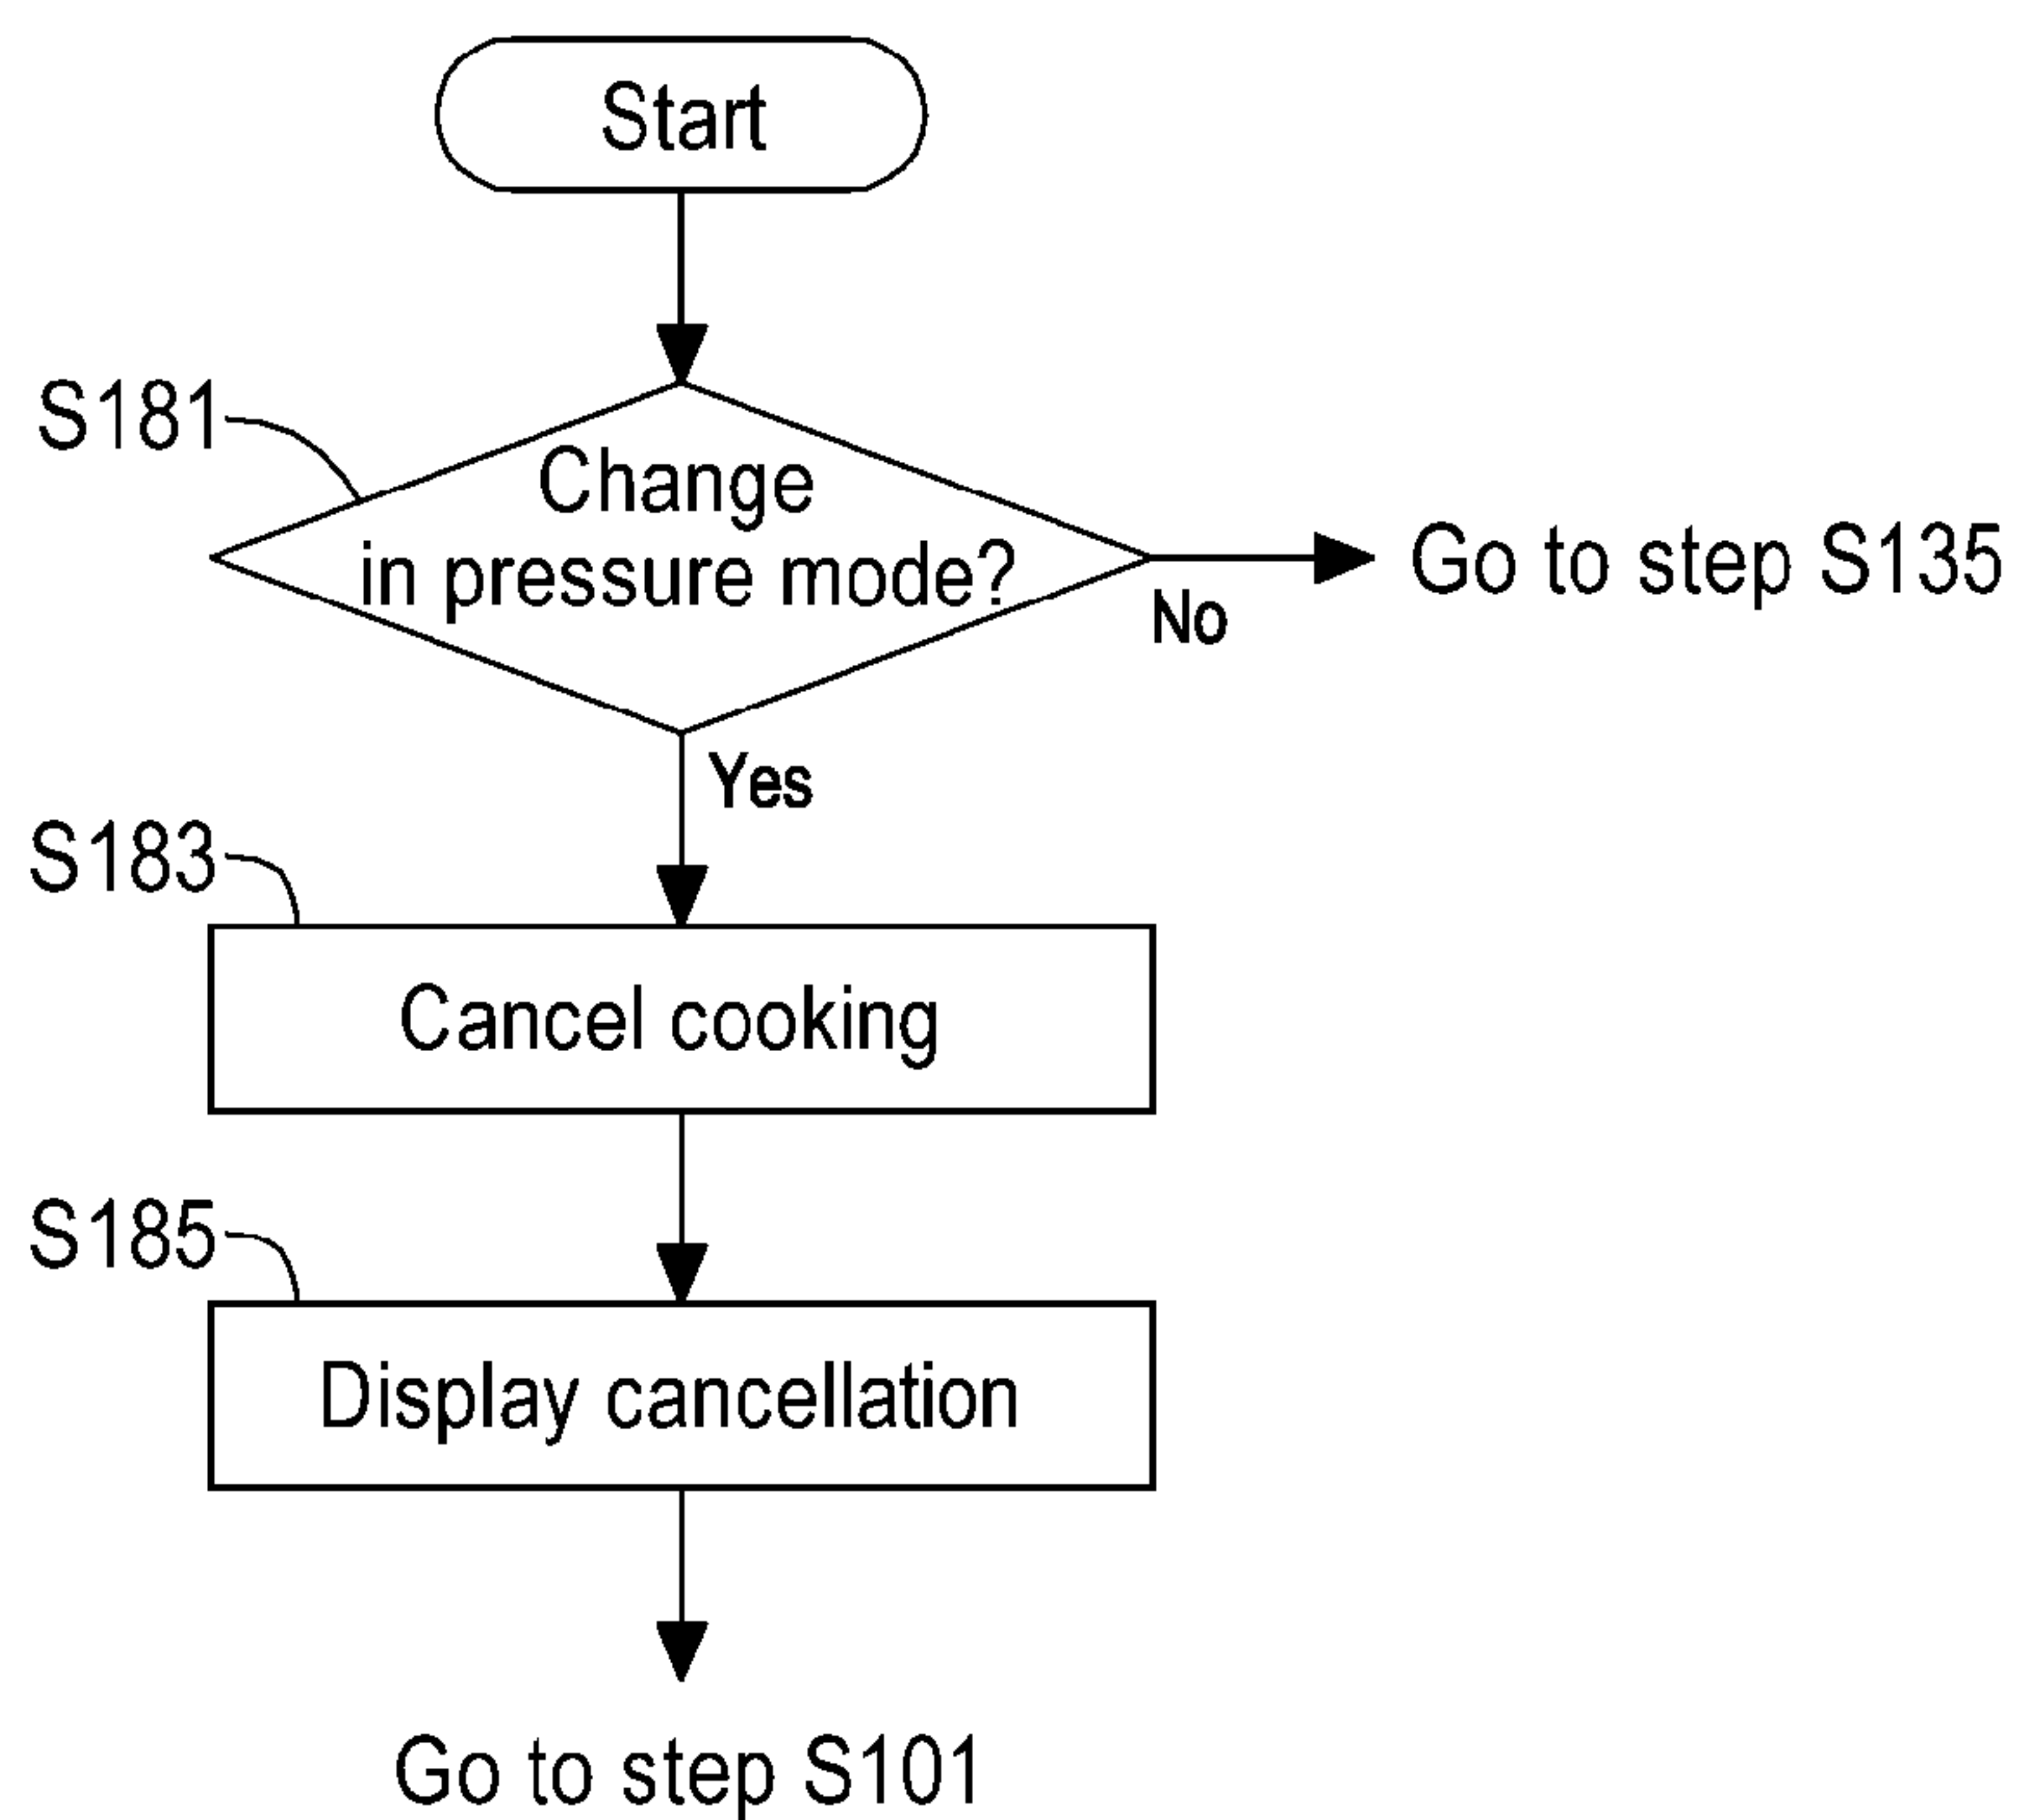 Start
S181
Change
in pressure mode?
No
Go to step S135
Yes
S183
Cancel cooking
S185
Display cancellation
Go to step S101